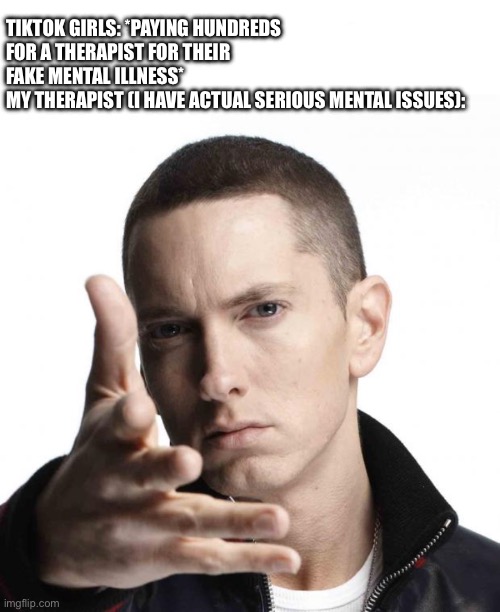 TIKTOK GIRLS: *PAYING HUNDREDS
FOR A THERAPIST FOR THEIR
FAKE MENTAL ILLNESS*
MY THERAPIST (I HAVE ACTUAL SERIOUS MENTAL ISSUES):
imgflip.com